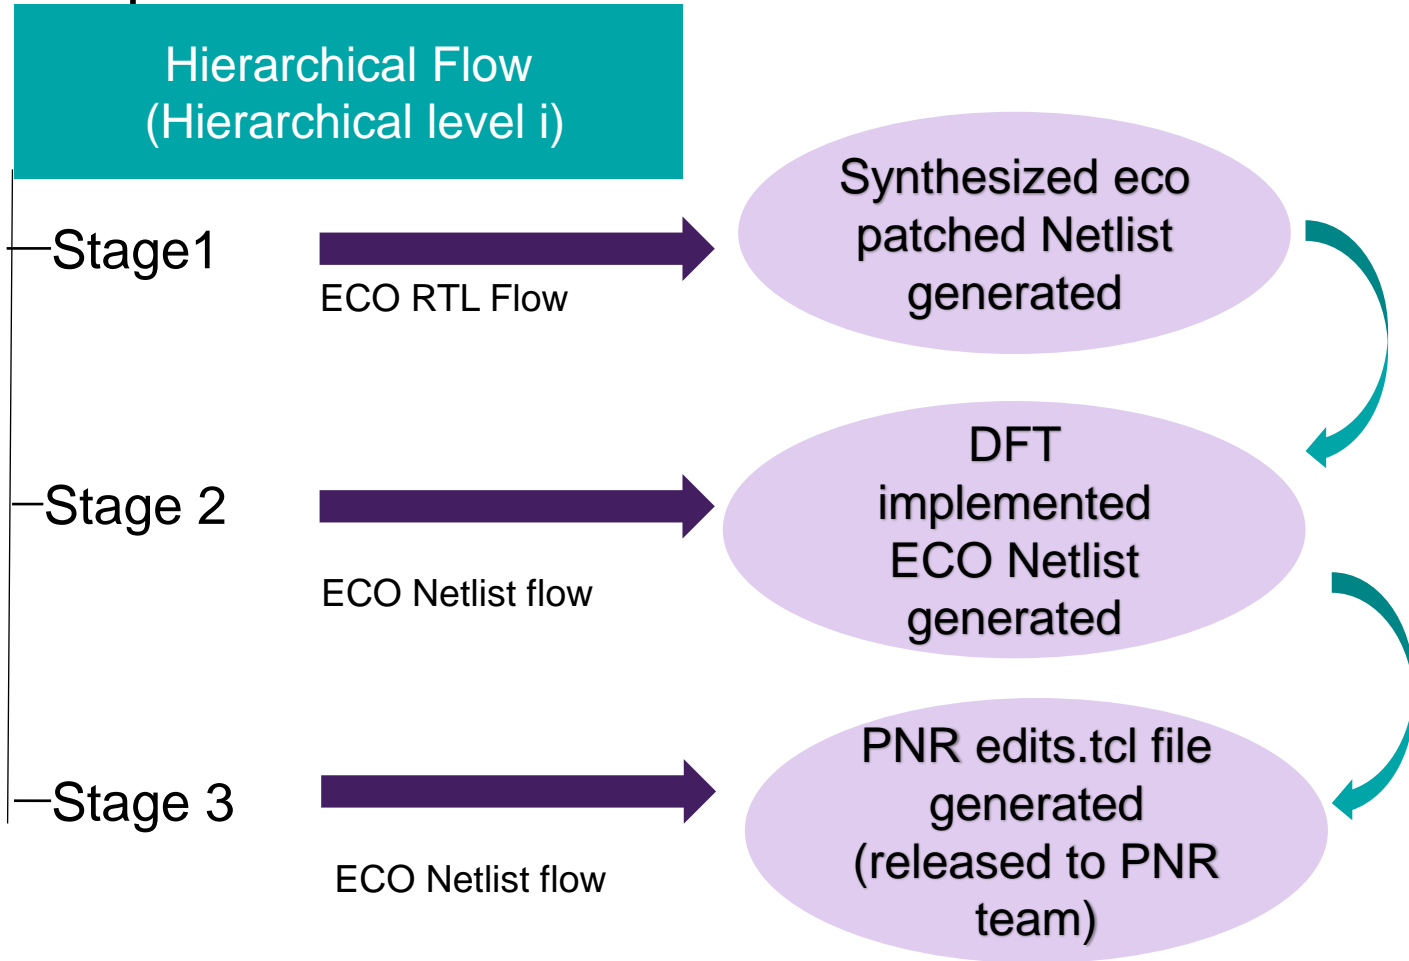 Hierarchical Flow
(Hierarchical level i)
Stage1
ECO RTL Flow
Synthesized eco
patched Netlist
generated
Stage 2
ECO Netlist flow
DFT
implemented
ECO Netlist
generated
Stage 3
ECO Netlist flow
PNR edits.tcl file
generated
(released to PNR
team)